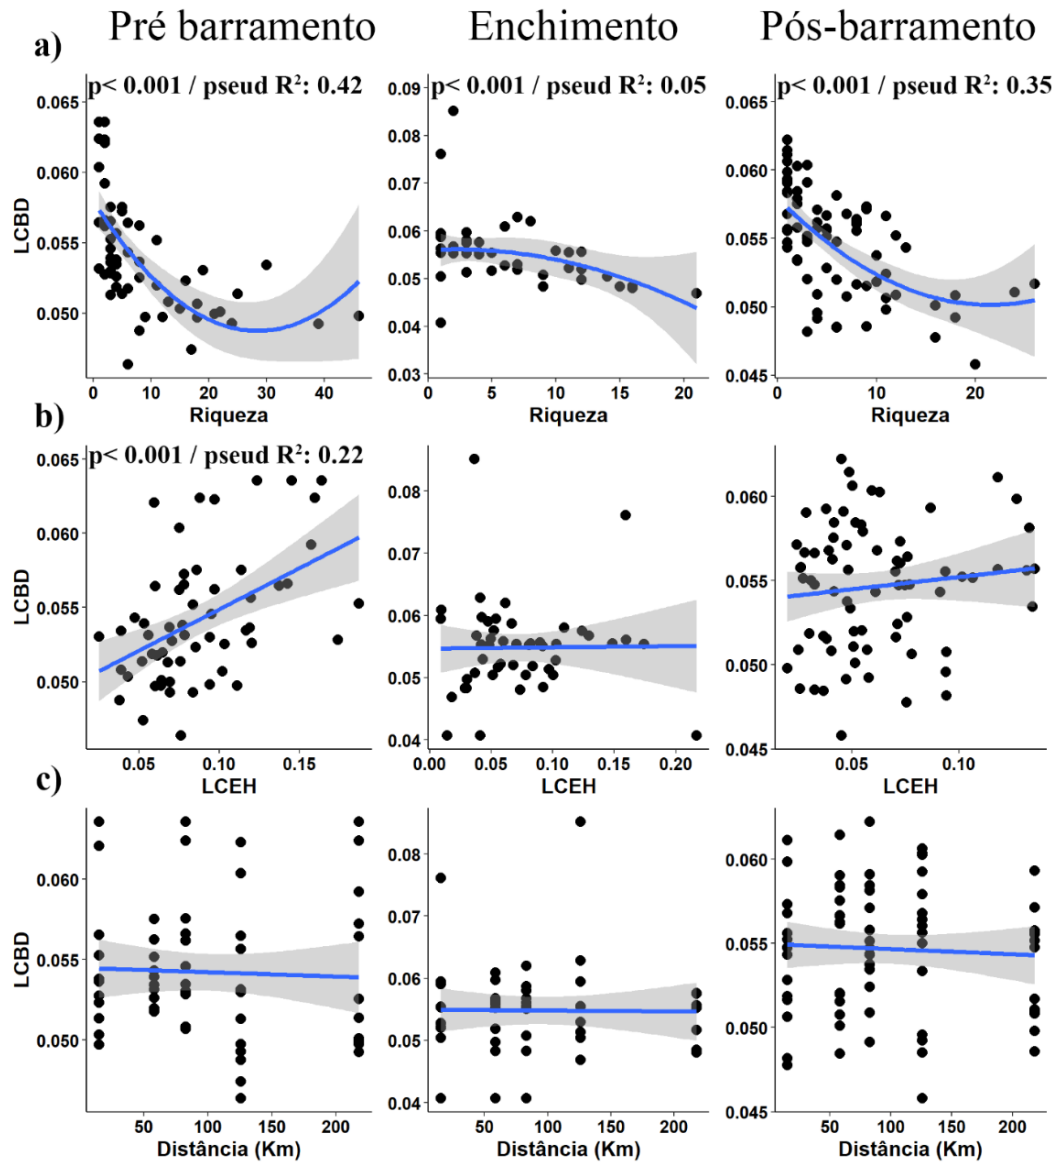 Pré barramento Enchimento Pós-barramento
a)
p< 0.001 / pseud R²: 0.42 p< 0.001 / pseud R²: 0.05 p< 0.001 / pseud R²: 0.35
LCBD
0.065 0.060 0.055 0.050
0 10 20 30 40
Riqueza
0.09 0.08 0.07 0.06 0.05 0.04 0.03
0 5 10 15 20
Riqueza
0.065 0.060 0.055 0.050 0.045
0 10 20
Riqueza
b)
p< 0.001 / pseud R²: 0.22
LCBD
0.065 0.060 0.055 0.050
0.05 0.10 0.15
LCEH
0.08 0.07 0.06 0.05 0.04
0.00 0.05 0.10 0.15 0.20
LCEH
0.060 0.055 0.050 0.045
0.05 0.10
LCEH
c)
LCBD
0.060 0.055 0.050
50 100 150 200
Distância (Km)
0.08 0.07 0.06 0.05 0.04
50 100 150 200
Distância (Km)
0.060 0.055 0.050 0.045
50 100 150 200
Distância (Km)